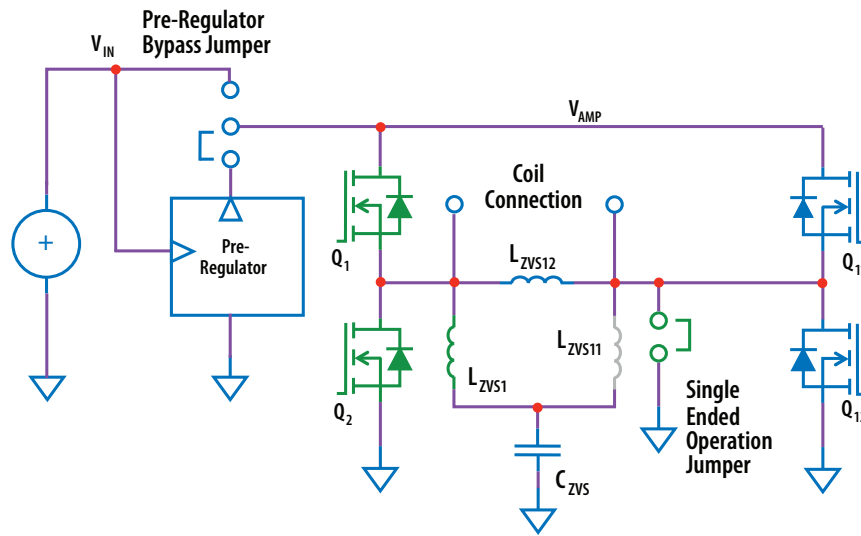 Pre-Regulator
Bypass Jumper
VIN
VAMP
Coil
Connection
Pre-
Regulator
Q1
LZVS12
Q1
LZVS1
LZVS11
Q2
Single
Ended
Operation
Jumper
CZVS